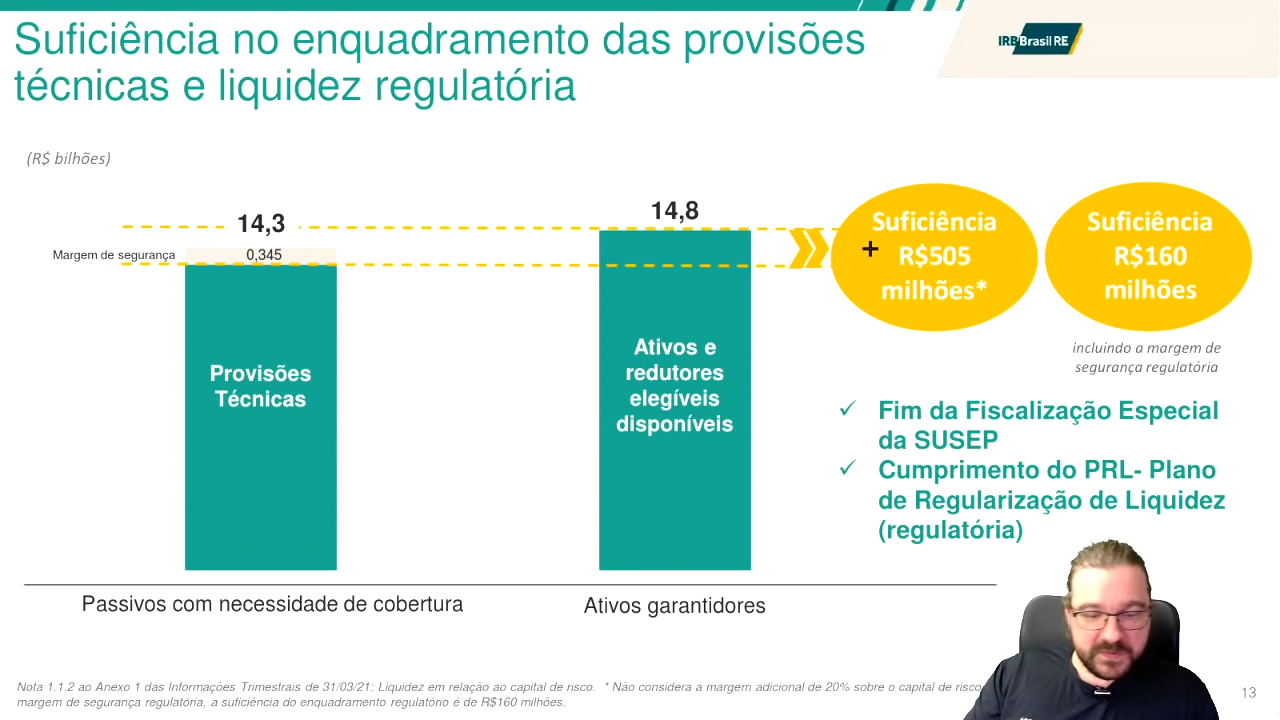 Suficiência no enquadramento das provisões
técnicas e liquidez regulatória
IRB Brasil RE
(R$ bilhões)
14,3
14,8
Margem de segurança
0,345
Provisões
Técnicas
Ativos e
redutores
elegíveis
disponíveis
+
Suficiência
R$505
milhões*
Suficiência
R$160
milhões
incluindo a margem de
segurança regulatória
✓ Fim da Fiscalização Especial
da SUSEP
✓ Cumprimento do PRL- Plano
de Regularização de Liquidez
(regulatória)
Passivos com necessidade de cobertura
Ativos garantidores
Nota 1.1.2 ao Anexo 1 das Informações Trimestrais de 31/03/21: Liquidez em relação ao capital de risco. * Não considera a margem adicional de 20% sobre o capital de risco
margem de segurança regulatória, a suficiência do enquadramento regulatório é de R$160 milhões.
13